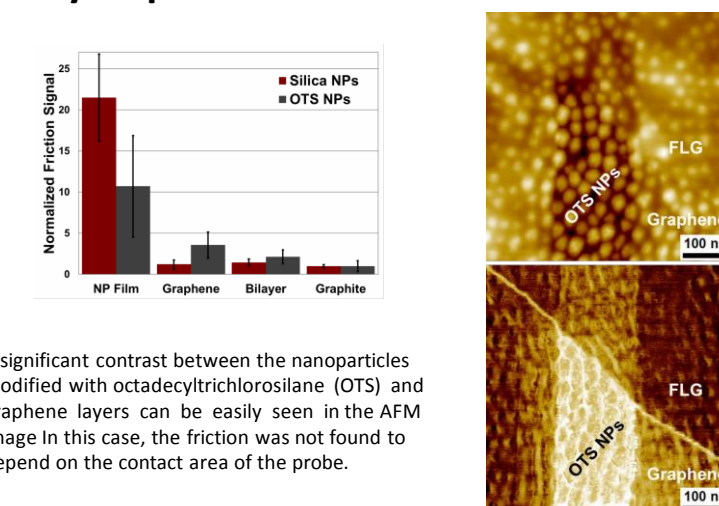 Normalized Friction Signal
25
20
15
10
5
0
Silica NPs
OTS NPs
NP Film Graphene Bilayer Graphite
significant contrast between the nanoparticles
odified with octadecyltrichlorosilane (OTS) and
raphene layers can be easily seen in the AFM
nage In this case, the friction was not found to
epend on the contact area of the probe.
FLG
OTS NPs
Graphene
100 n
FLG
OTS NPs
Graphene
100 n